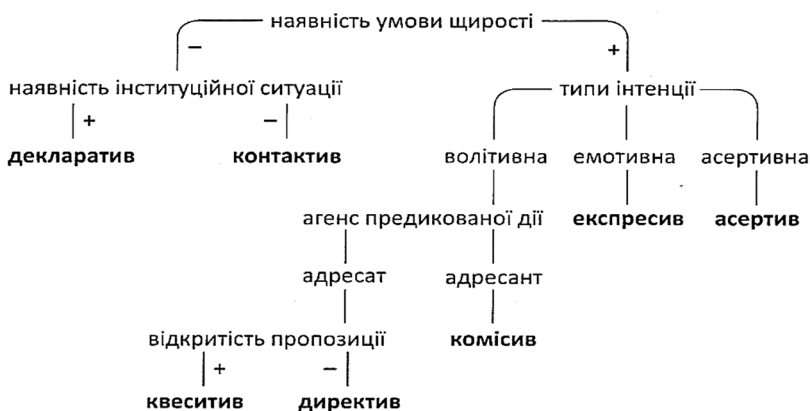 наявність умови щирості
– +
наявність інституційної ситуації типи інтенції
+ –
декларатив контактив волітивна емотивна асертивна
агенс предикованої дії експресив асертив
адресат адресант
відкритість пропозиції комісив
+ –
квеситив директив